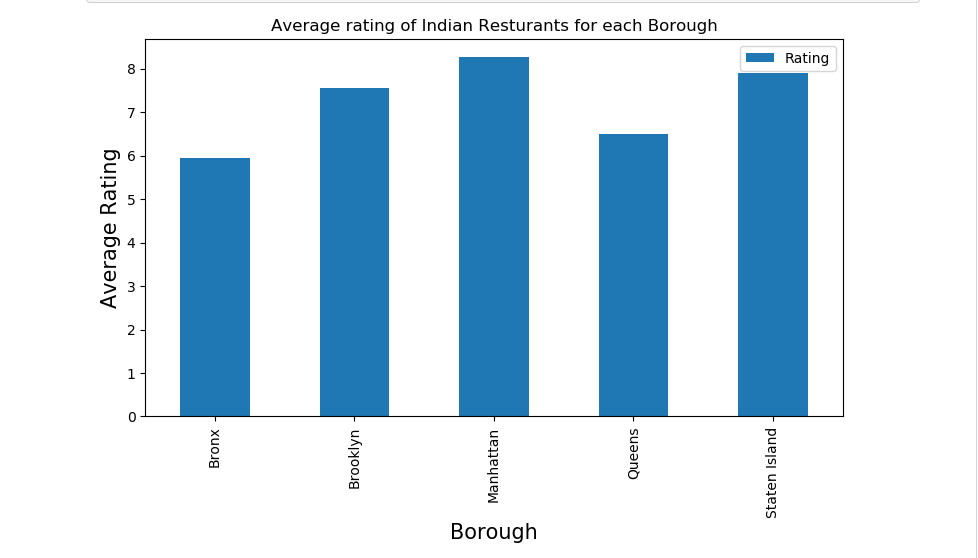 Average rating of Indian Resturants for each Borough
Rating
8
7
6
5
4
3
2
1
0
Average Rating
Bronx
Brooklyn
Manhattan
Queens
Staten Island
Borough